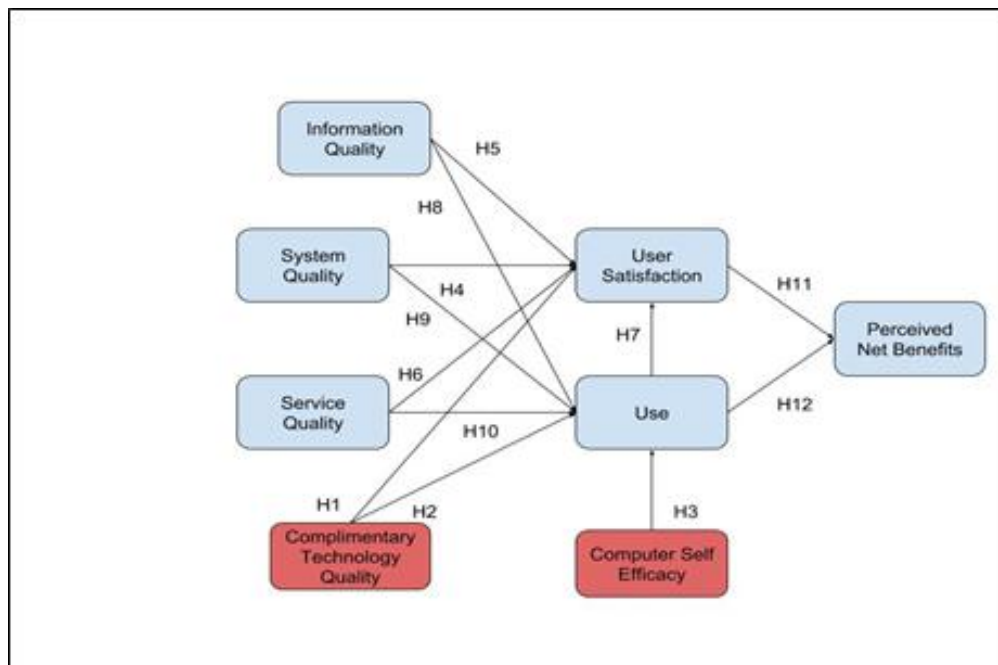 Information
Quality
H5
H8
System
Quality
User
Satisfaction
H4
H9
H11
H7
Perceived
Net Benefits
H6
Service
Quality
Use
H10
H12
H1
H2
Complimentary
Technology
Quality
H3
Computer Self
Efficacy